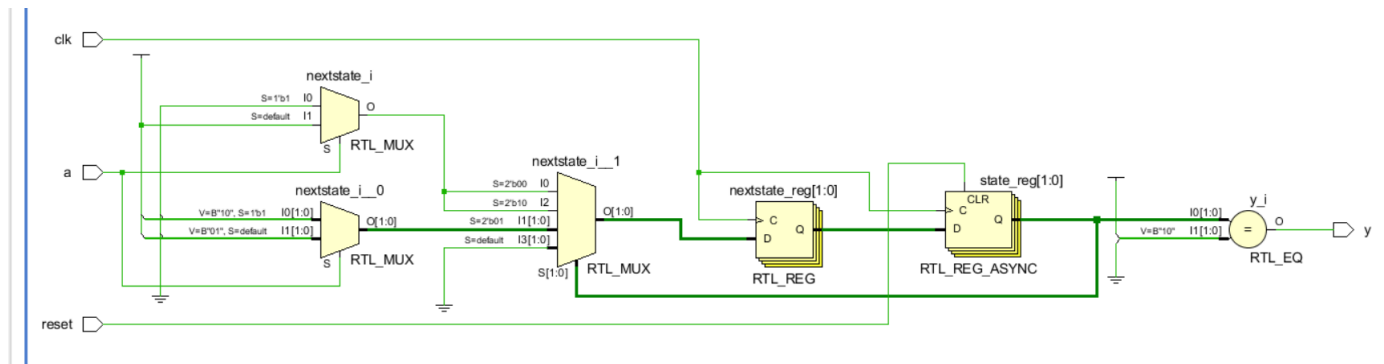 clk
nextstate_i
S=1'b1 I0 O
S=default I1
S RTL_MUX
a
nextstate_i__1
nextstate_i__0
S=2'b00 I0
S=2'b10 I2
V=B"10", S=1'b1 I0[1:0] O[1:0] S=2'b01 I1[1:0] O[1:0]
V=B"01", S=default I1[1:0] S=default I3[1:0]
S RTL_MUX S[1:0] RTL_MUX
nextstate_reg[1:0]
C
D Q
RTL_REG
state_reg[1:0]
CLR
C
D Q
RTL_REG_ASYNC
y_i
I0[1:0] = O y
V=B"10" I1[1:0]
RTL_EQ
reset